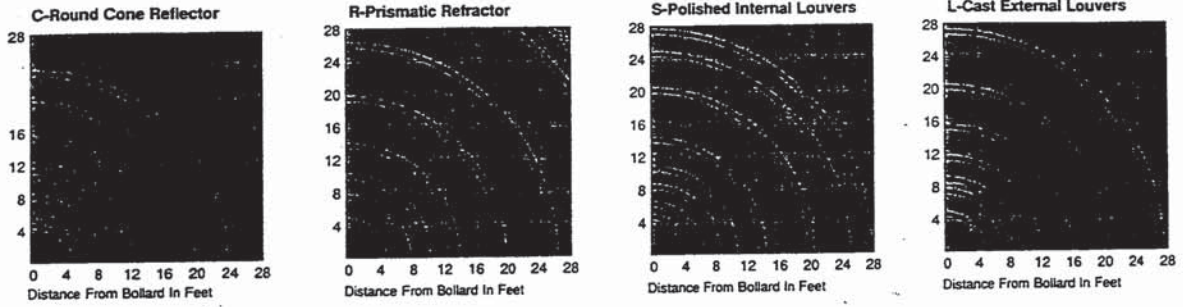 C-Round Cone Reflector
28
16
12
8
4
0 4 8 12 16 20 24 28
Distance From Bollard In Feet
R-Prismatic Refractor
28
24
20
16
12
8
4
0 4 8 12 16 20 24 28
Distance From Bollard In Feet
S-Polished Internal Louvers
28
24
20
16
12
8
4
0 4 8 12 16 20 24 28
Distance From Bollard In Feet
L-Cast External Louvers
28
24
20
16
12
8
4
0 4 8 12 16 20 24 28
Distance From Bollard In Feet